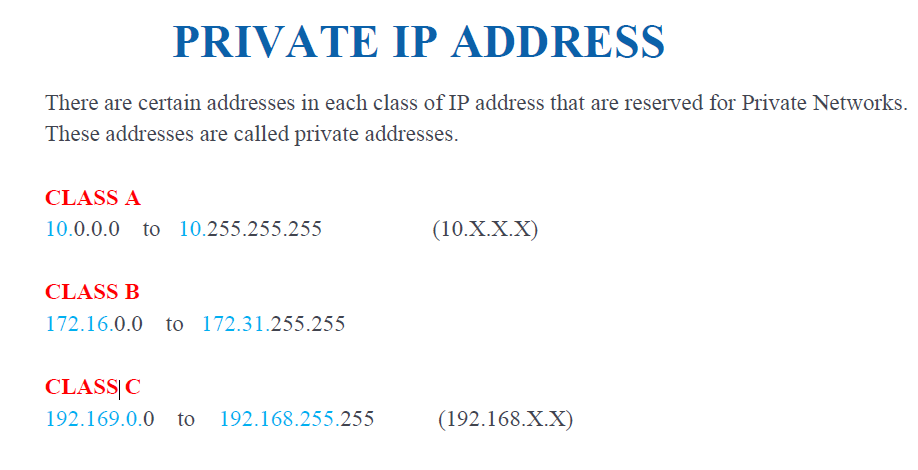 PRIVATE IP ADDRESS
There are certain addresses in each class of IP address that are reserved for Private Networks.
These addresses are called private addresses.
CLASS A
10.0.0.0 to 10.255.255.255 (10.X.X.X)
CLASS B
172.16.0.0 to 172.31.255.255
CLASS C
192.169.0.0 to 192.168.255.255 (192.168.X.X)